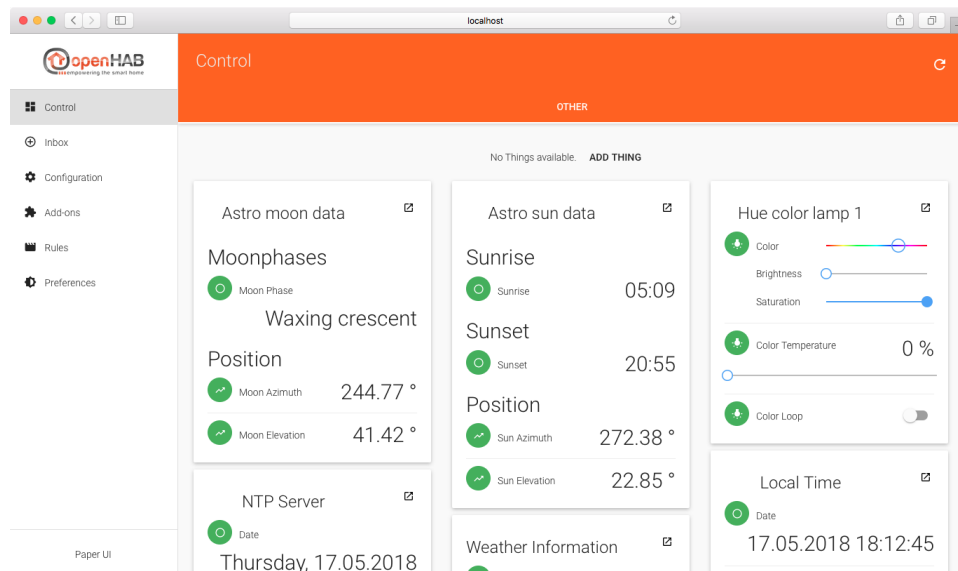 localhost
openHAB
empowering the smart home
Control
Inbox
Configuration
Add-ons
Rules
Preferences
Paper UI
Control
OTHER
No Things available. ADD THING
Astro moon data
Moonphases
Moon Phase
Waxing crescent
Position
Moon Azimuth 244.77 °
Moon Elevation 41.42 °
NTP Server
Date
Thursday, 17.05.2018
Astro sun data
Sunrise
Sunrise 05:09
Sunset
Sunset 20:55
Position
Sun Azimuth 272.38 °
Sun Elevation 22.85 °
Weather Information
Hue color lamp 1
Color
Brightness
Saturation
Color Temperature 0 %
Color Loop
Local Time
Date
17.05.2018 18:12:45